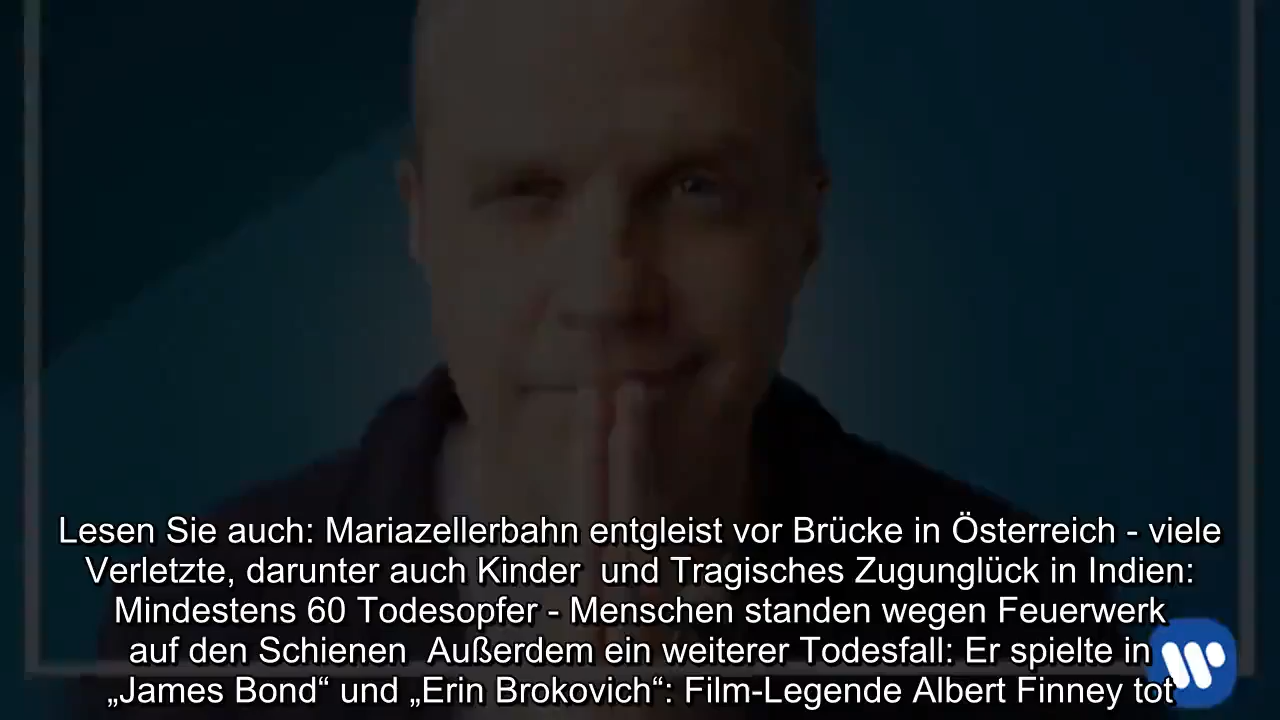 Lesen Sie auch: Mariazellerbahn entgleist vor Brücke in Österreich - viele
Verletzte, darunter auch Kinder  und Tragisches Zugunglück in Indien:
Mindestens 60 Todesopfer - Menschen standen wegen Feuerwerk
auf den Schienen  Außerdem ein weiterer Todesfall: Er spielte in
„James Bond“ und „Erin Brokovich“: Film-Legende Albert Finney tot